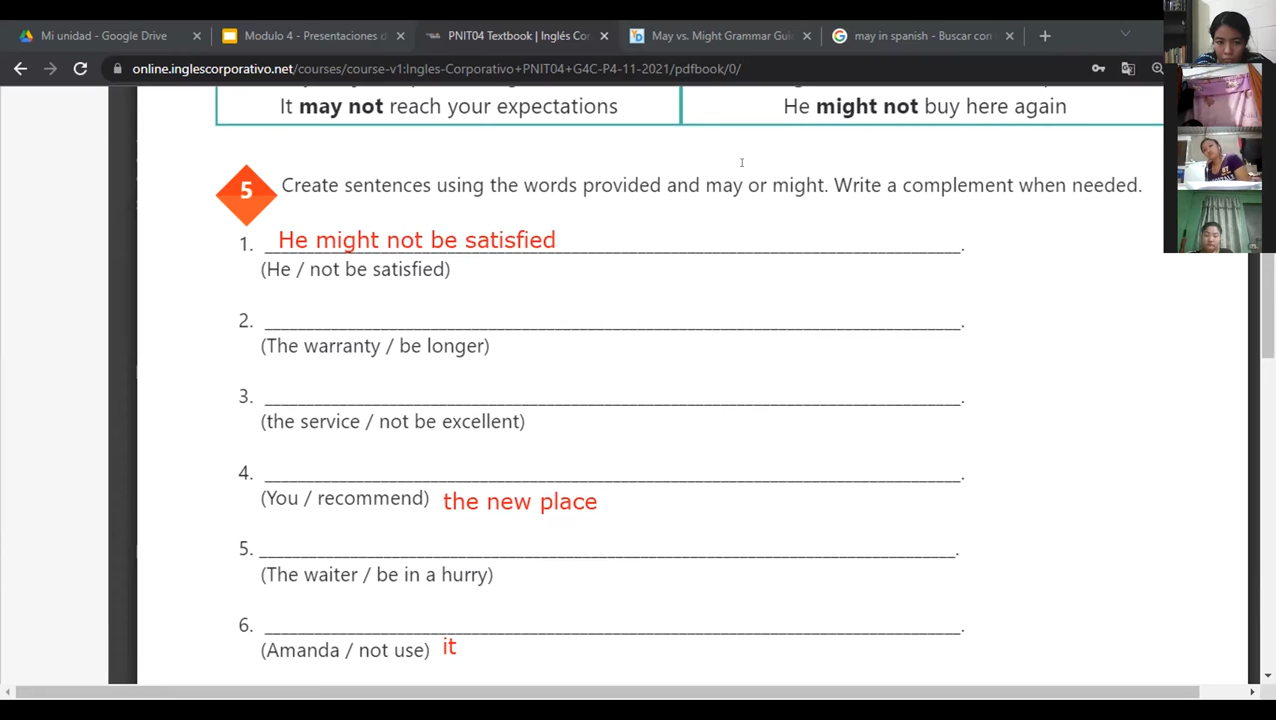 Mi unidad - Google Drive
Modulo 4 - Presentaciones d
PNIT04 Textbook | Inglés Cor
May vs. Might Grammar Gui
may in spanish - Buscar con
online.inglescorporativo.net/courses/course-v1:Ingles-Corporativo+PNIT04+G4C-P4-11-2021/pdfbook/0/
It may not reach your expectations
He might not buy here again
5 Create sentences using the words provided and may or might. Write a complement when needed.
1. He might not be satisfied.
(He / not be satisfied)
2. .
(The warranty / be longer)
3. .
(the service / not be excellent)
4. .
(You / recommend) the new place
5. .
(The waiter / be in a hurry)
6. .
(Amanda / not use) it